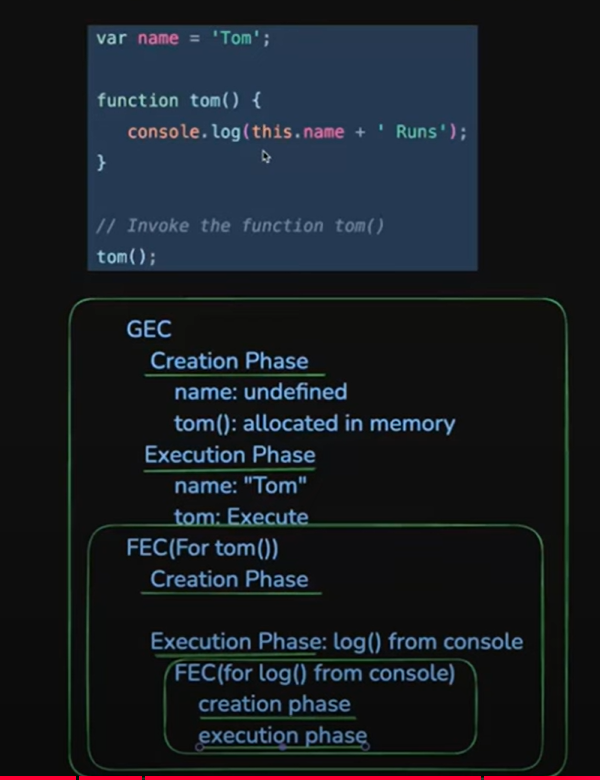 var name = 'Tom';
function tom() {
console.log(this.name + ' Runs');
}
// Invoke the function tom()
tom();
GEC
Creation Phase
name: undefined
tom(): allocated in memory
Execution Phase
name: "Tom"
tom: Execute
FEC(For tom())
Creation Phase
Execution Phase: log() from console
FEC(for log() from console)
creation phase
execution phase